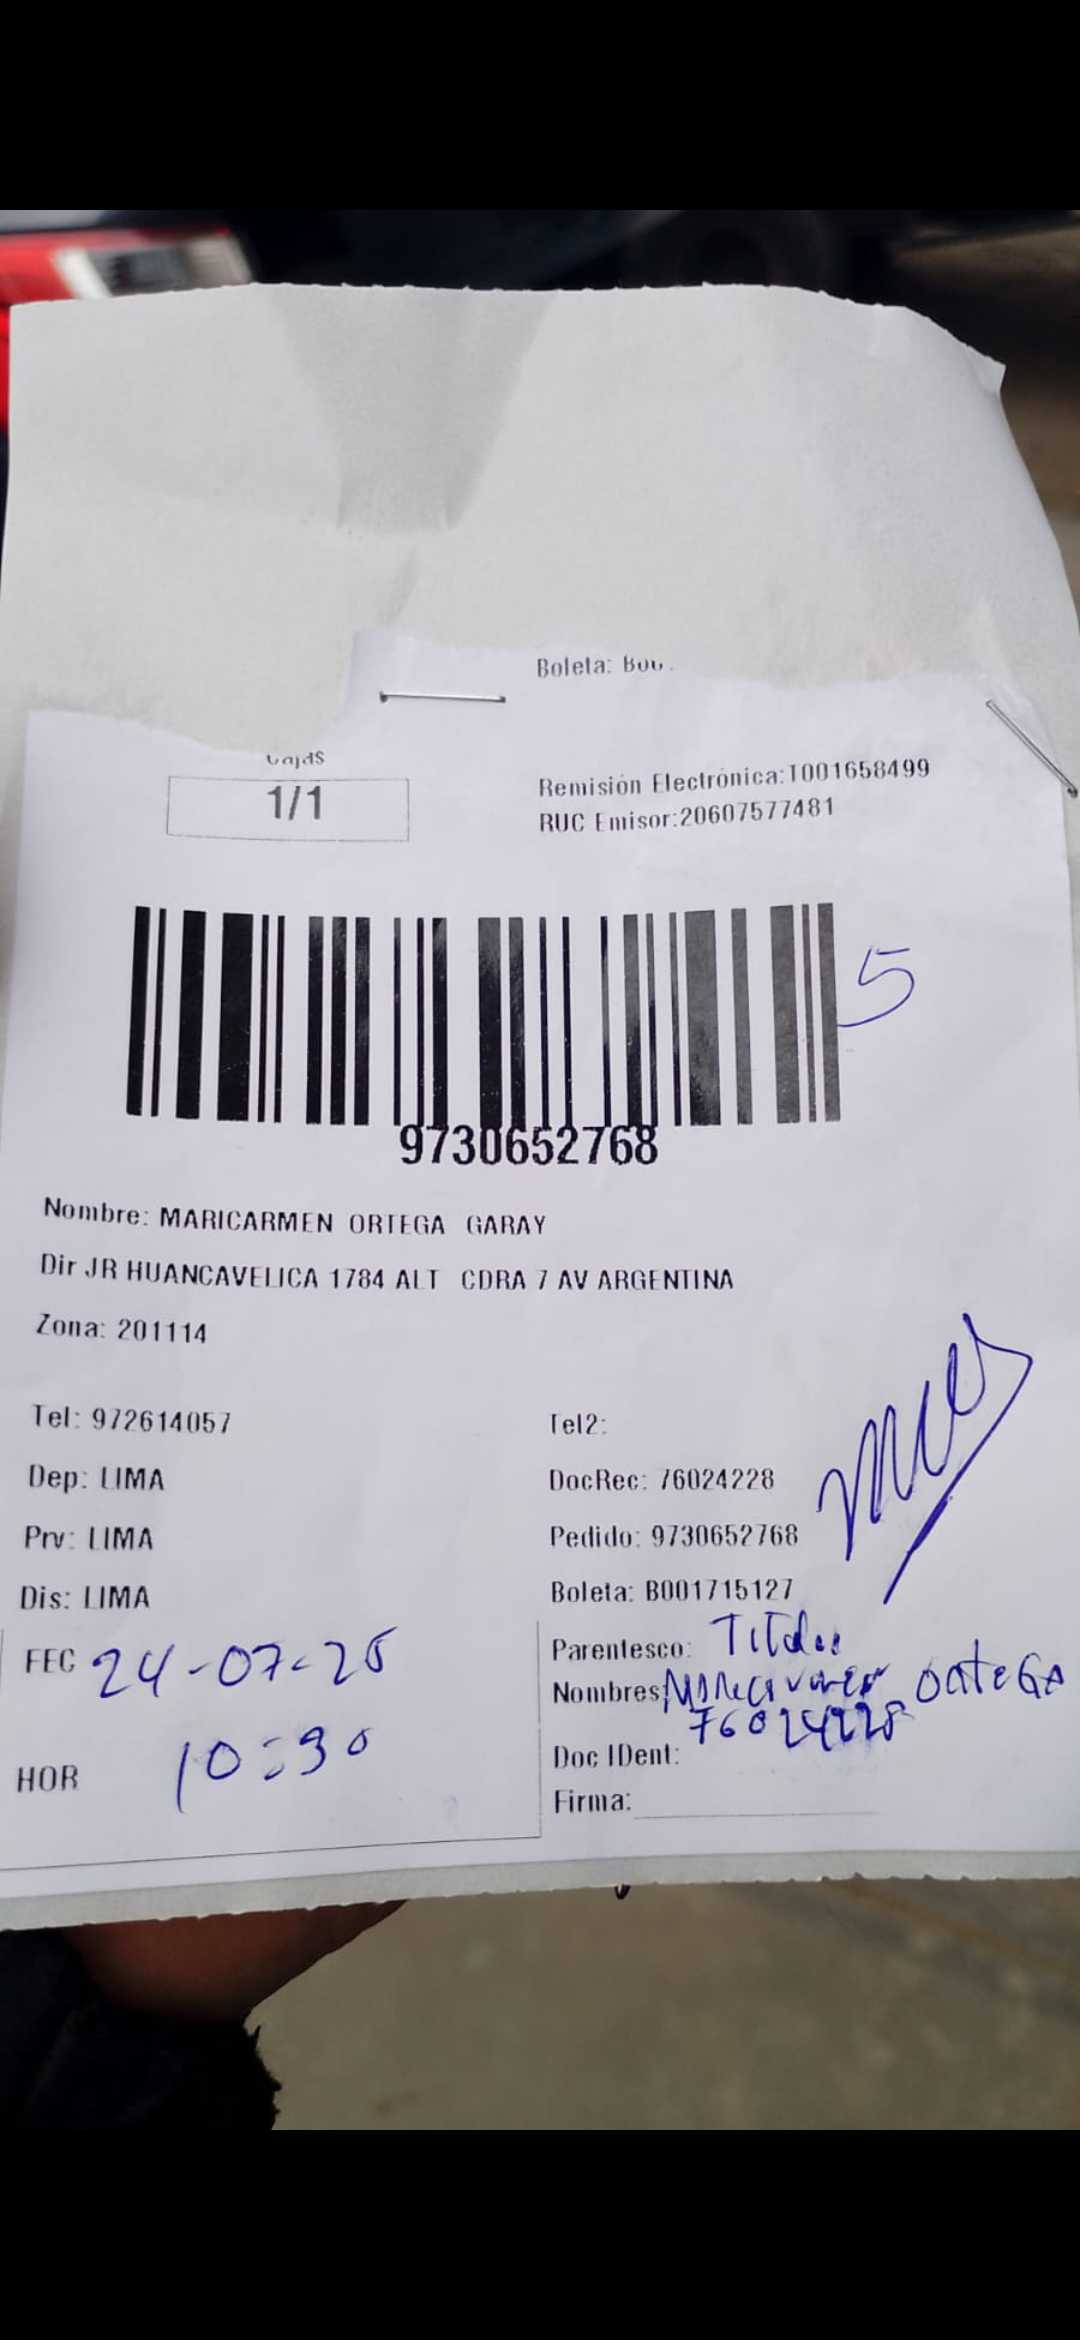 Boleta: B00
Cajas
1/1
Remisión Electrónica:T001658499
RUC Emisor:20607577481
5
9730652768
Nombre: MARICARMEN ORTEGA GARAY
Dir JR HUANCAVELICA 1784 ALT CDRA 7 AV ARGENTINA
Zona: 201114
Tel: 972614057
Tel2:
Dep: LIMA
DocRec: 76024228
Prv: LIMA
Pedido: 9730652768
Dis: LIMA
Boleta: B001715127
FEC 24-07-25
Parentesco: Titular
Nombres: ORTEGA
76024228
HOR 10:30
Doc IDent:
Firma: